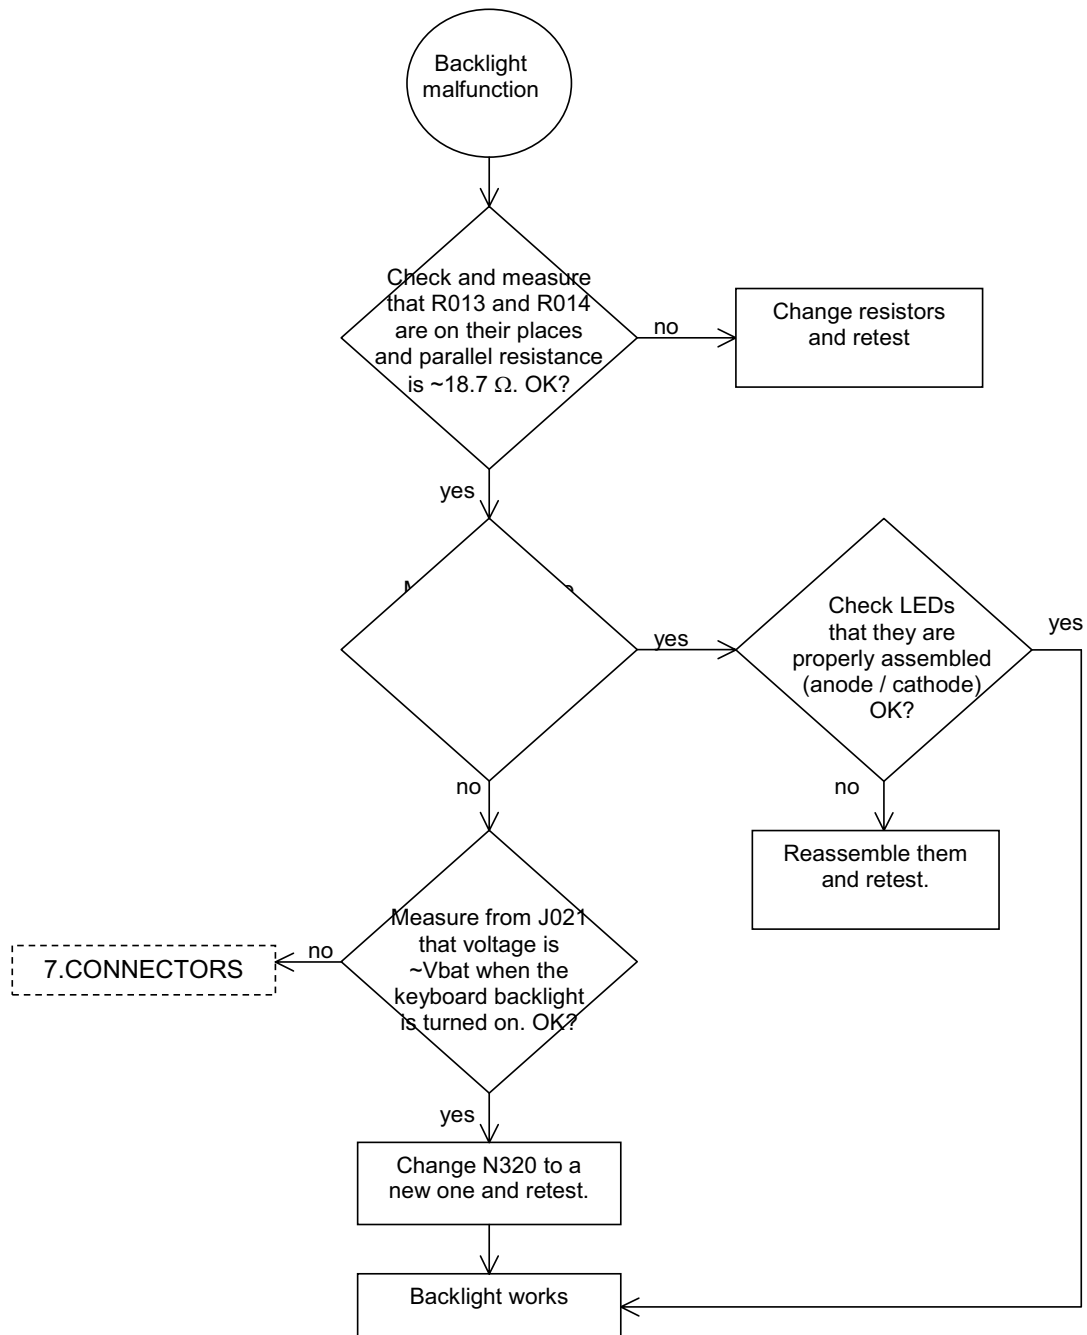 Backlight
malfunction
Check and measure
that R013 and R014
are on their places
and parallel resistance
is ~18.7 Ω. OK?
no
Change resistors
and retest
yes
yes
Check LEDs
that they are
properly assembled
(anode / cathode)
OK?
yes
no
no
Reassemble them
and retest.
Measure from J021
that voltage is
~Vbat when the
keyboard backlight
is turned on. OK?
no
7.CONNECTORS
yes
Change N320 to a
new one and retest.
Backlight works